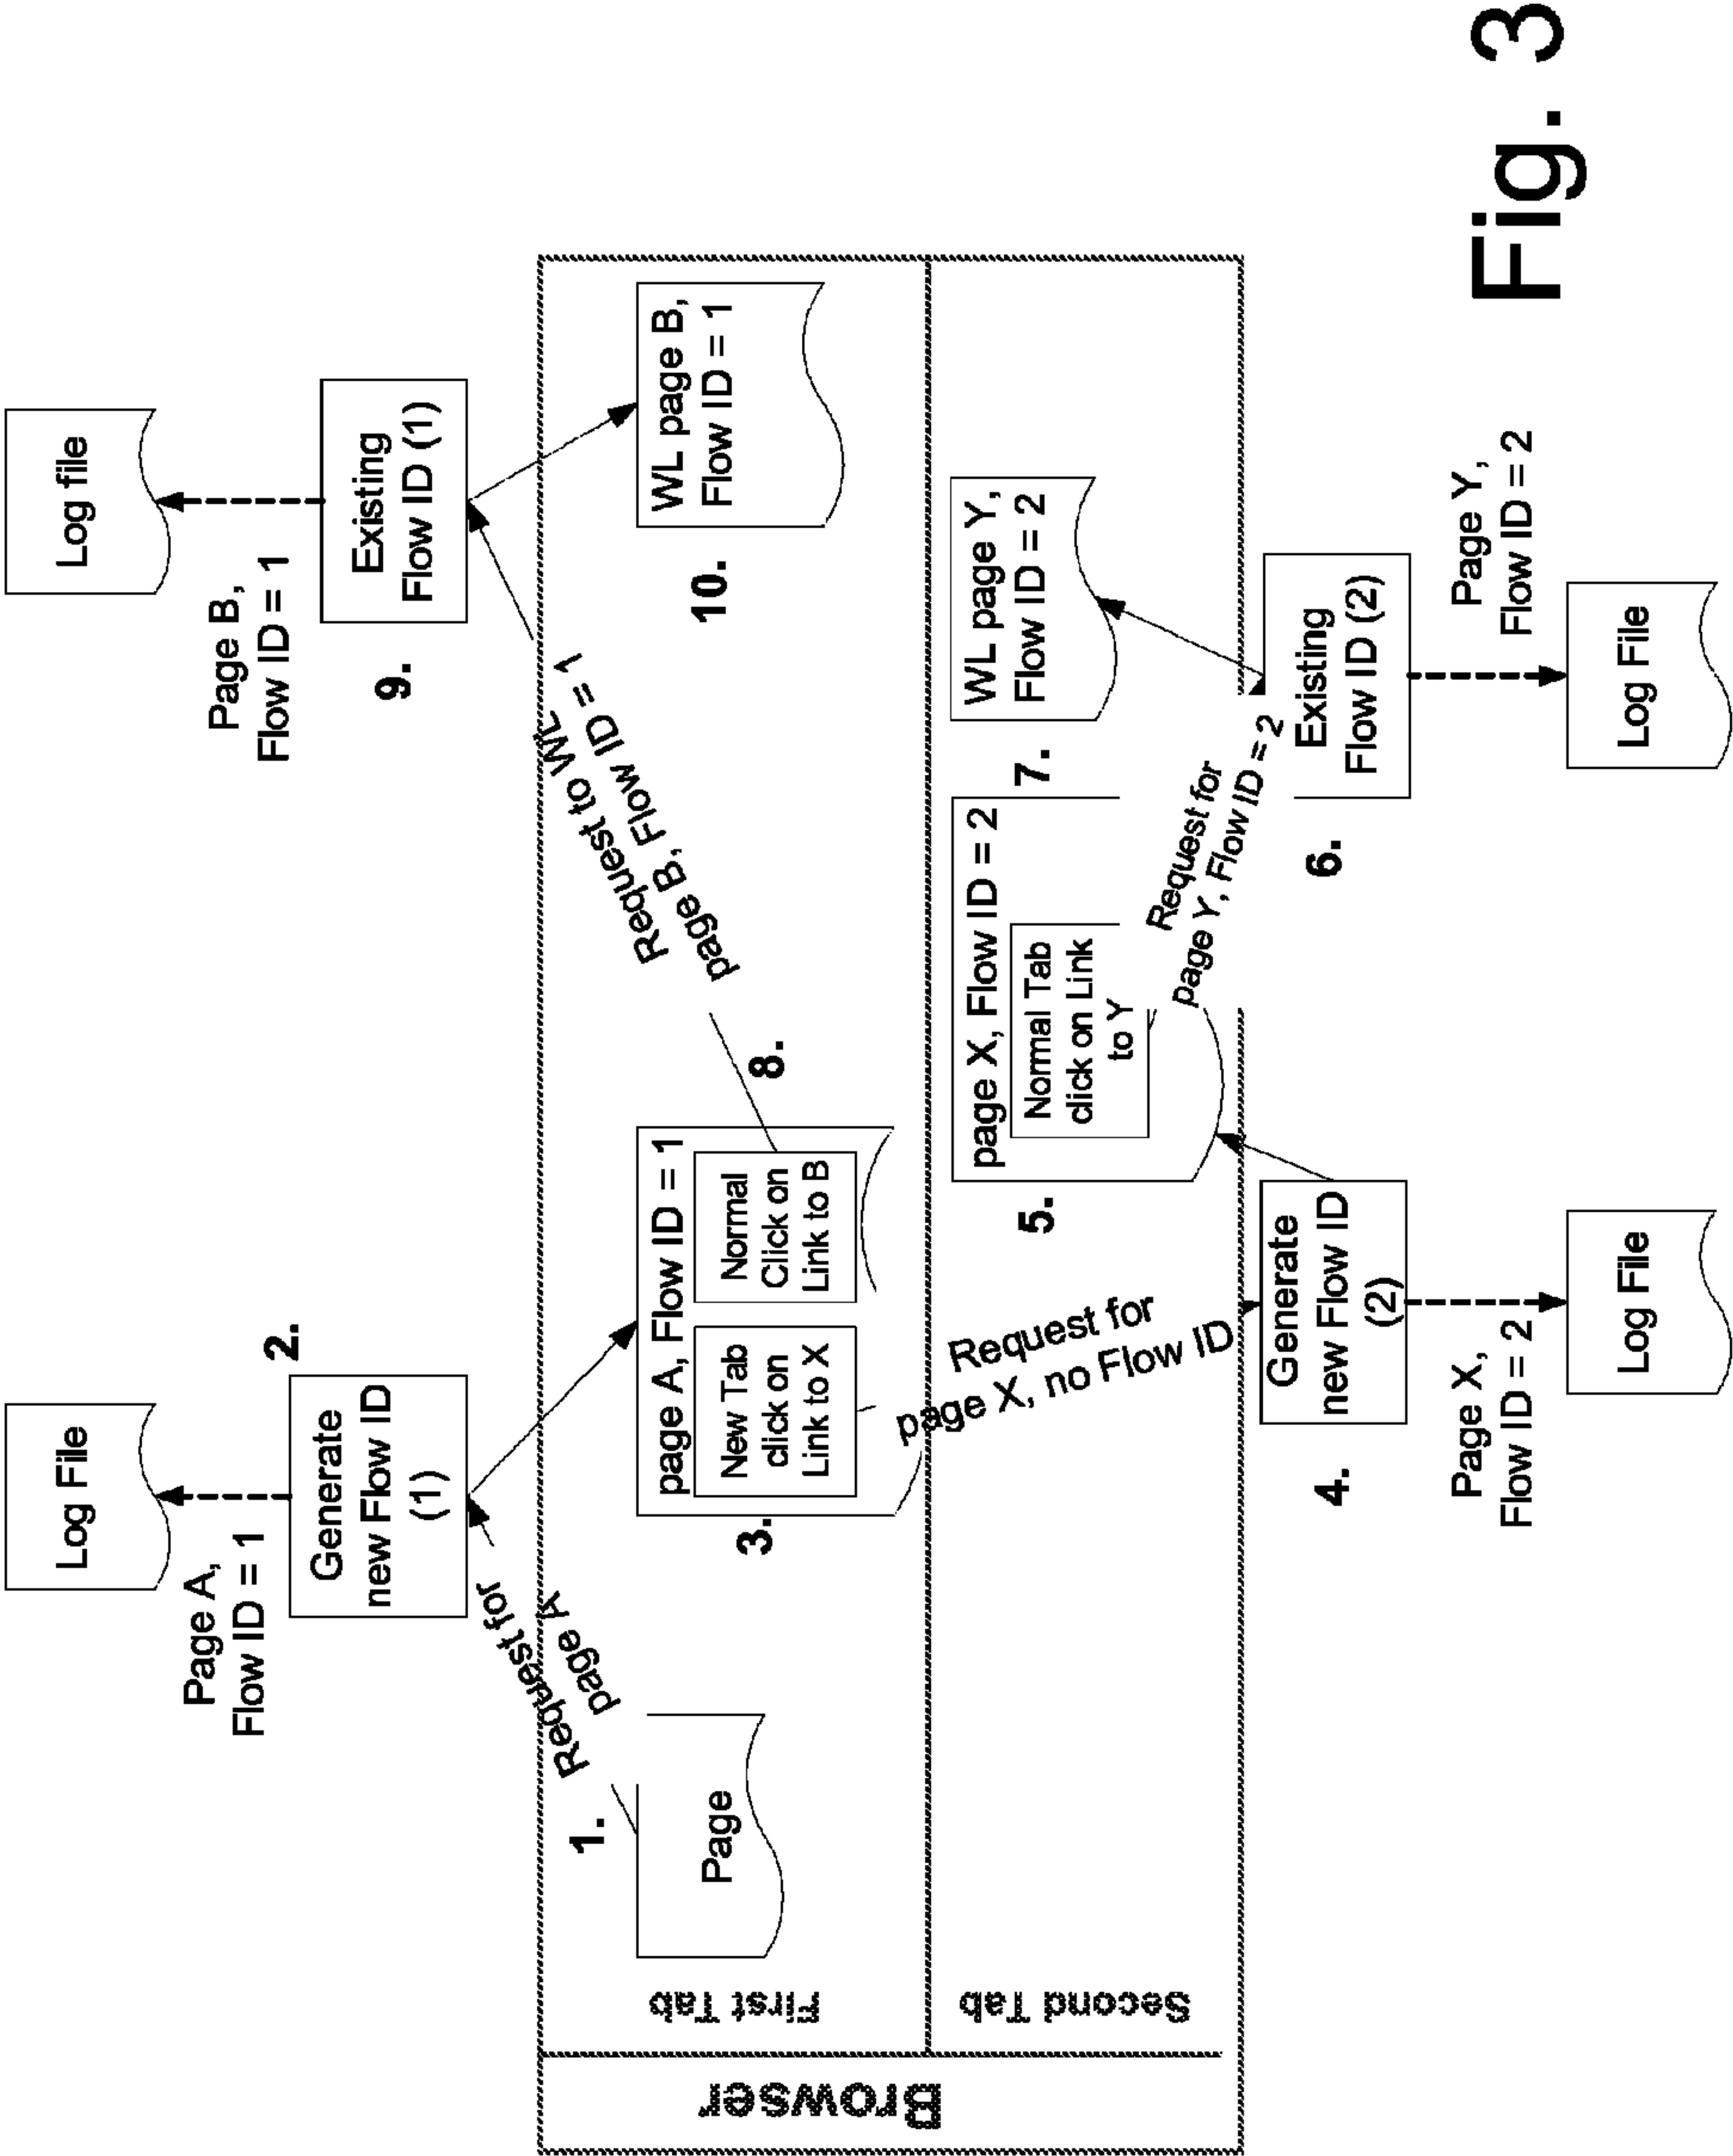 Log File
Page A,
Flow ID = 1
Generate
new Flow ID
(1)
2.
Log file
Page B,
Flow ID = 1
Existing
Flow ID (1)
9.
Browser
First Tab
1.
Page
Request for
page A
page A, Flow ID = 1
New Tab
click on
Link to X
Normal
Click on
Link to B
3.
8.
Request to WL
page B, Flow ID = 1
WL page B,
Flow ID = 1
10.
Second Tab
Request for
page X, no Flow ID
page X, Flow ID = 2
Normal Tab
click on Link
to Y
5.
Request for
page Y, Flow ID = 2
WL page Y,
Flow ID = 2
7.
Generate
new Flow ID
(2)
4.
Page X,
Flow ID = 2
Log File
Existing
Flow ID (2)
6.
Page Y,
Flow ID = 2
Log File
Fig. 3